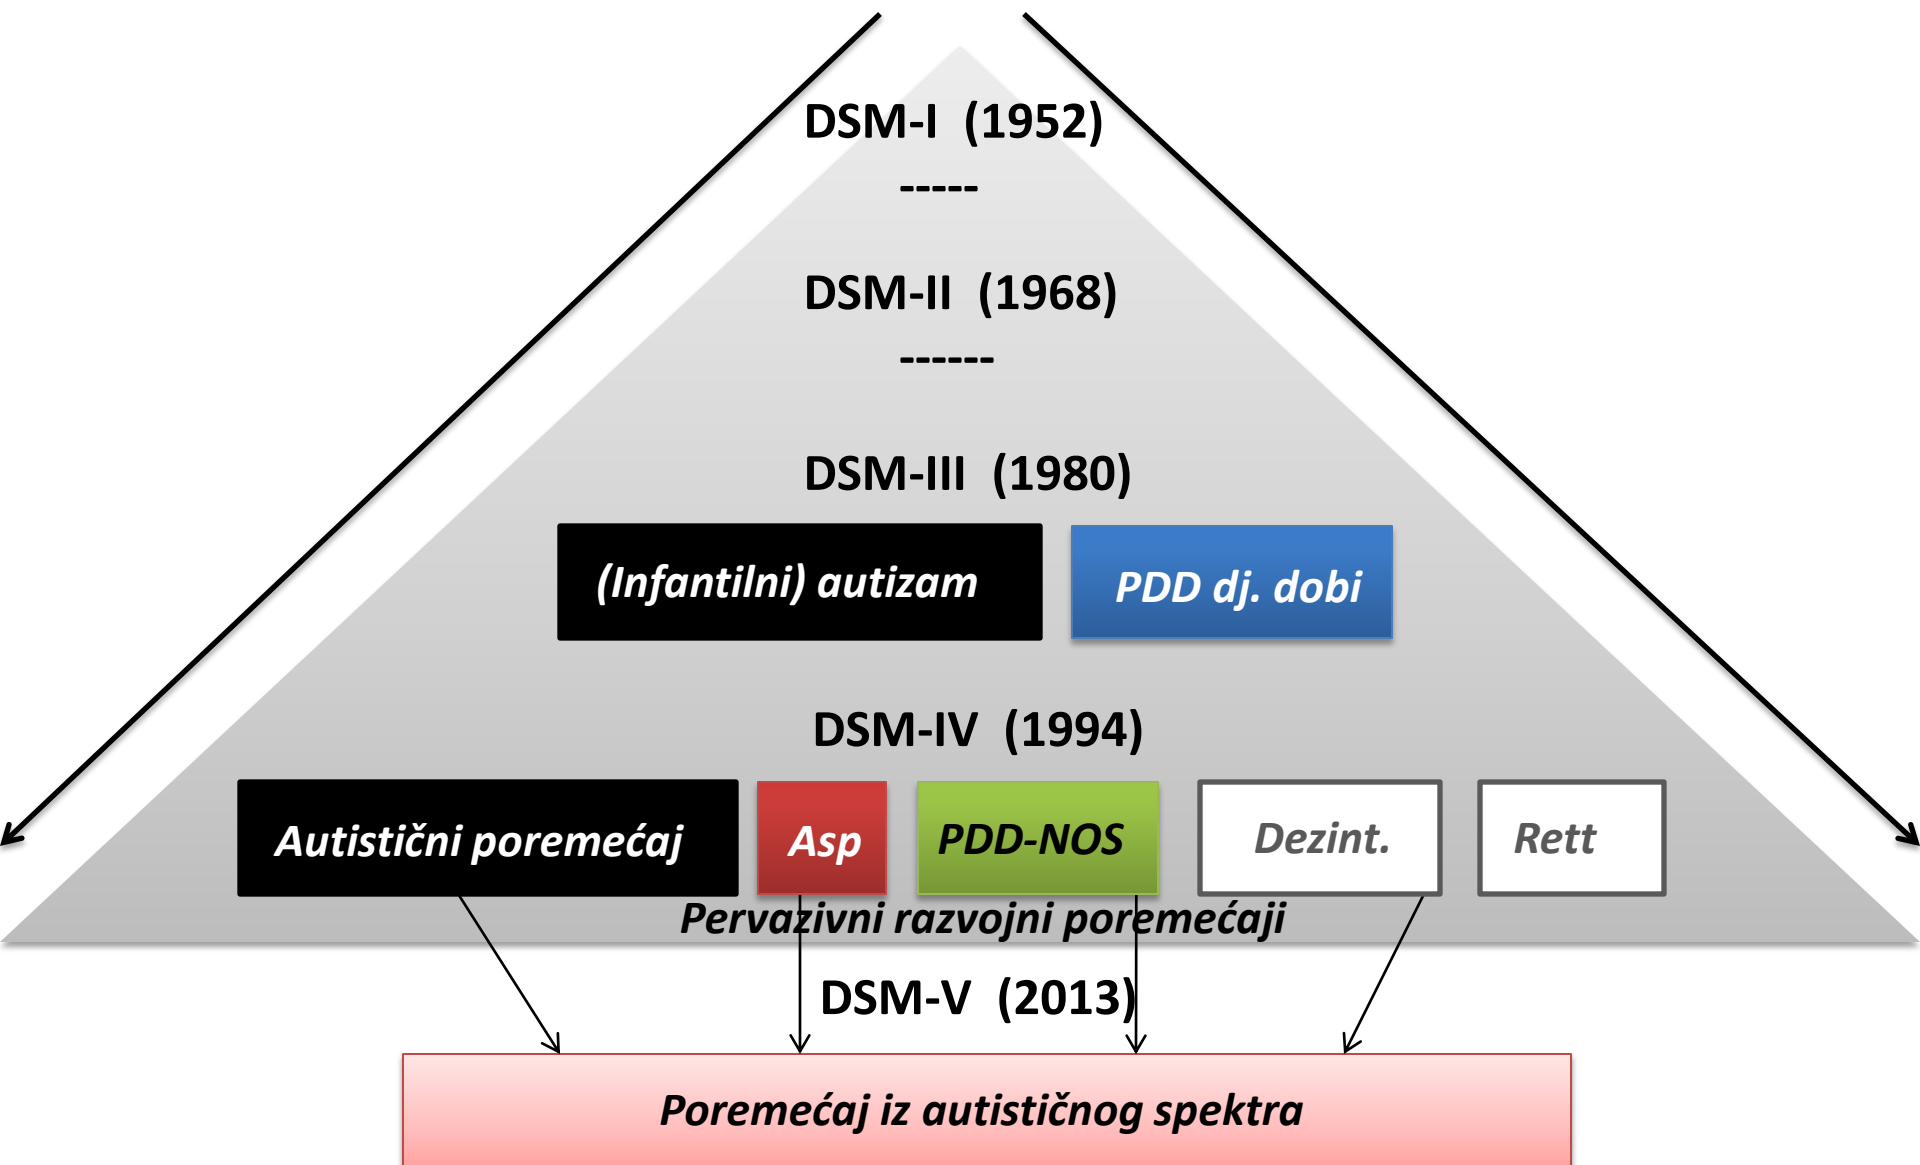 DSM-I (1952)
-----
DSM-II (1968)
------
DSM-III (1980)
(Infantilni) autizam
PDD dj. dobi
DSM-IV (1994)
Autistični poremećaj
Asp
PDD-NOS
Dezint.
Rett
Pervazivni razvojni poremećaji
DSM-V (2013)
Poremećaj iz autističnog spektra